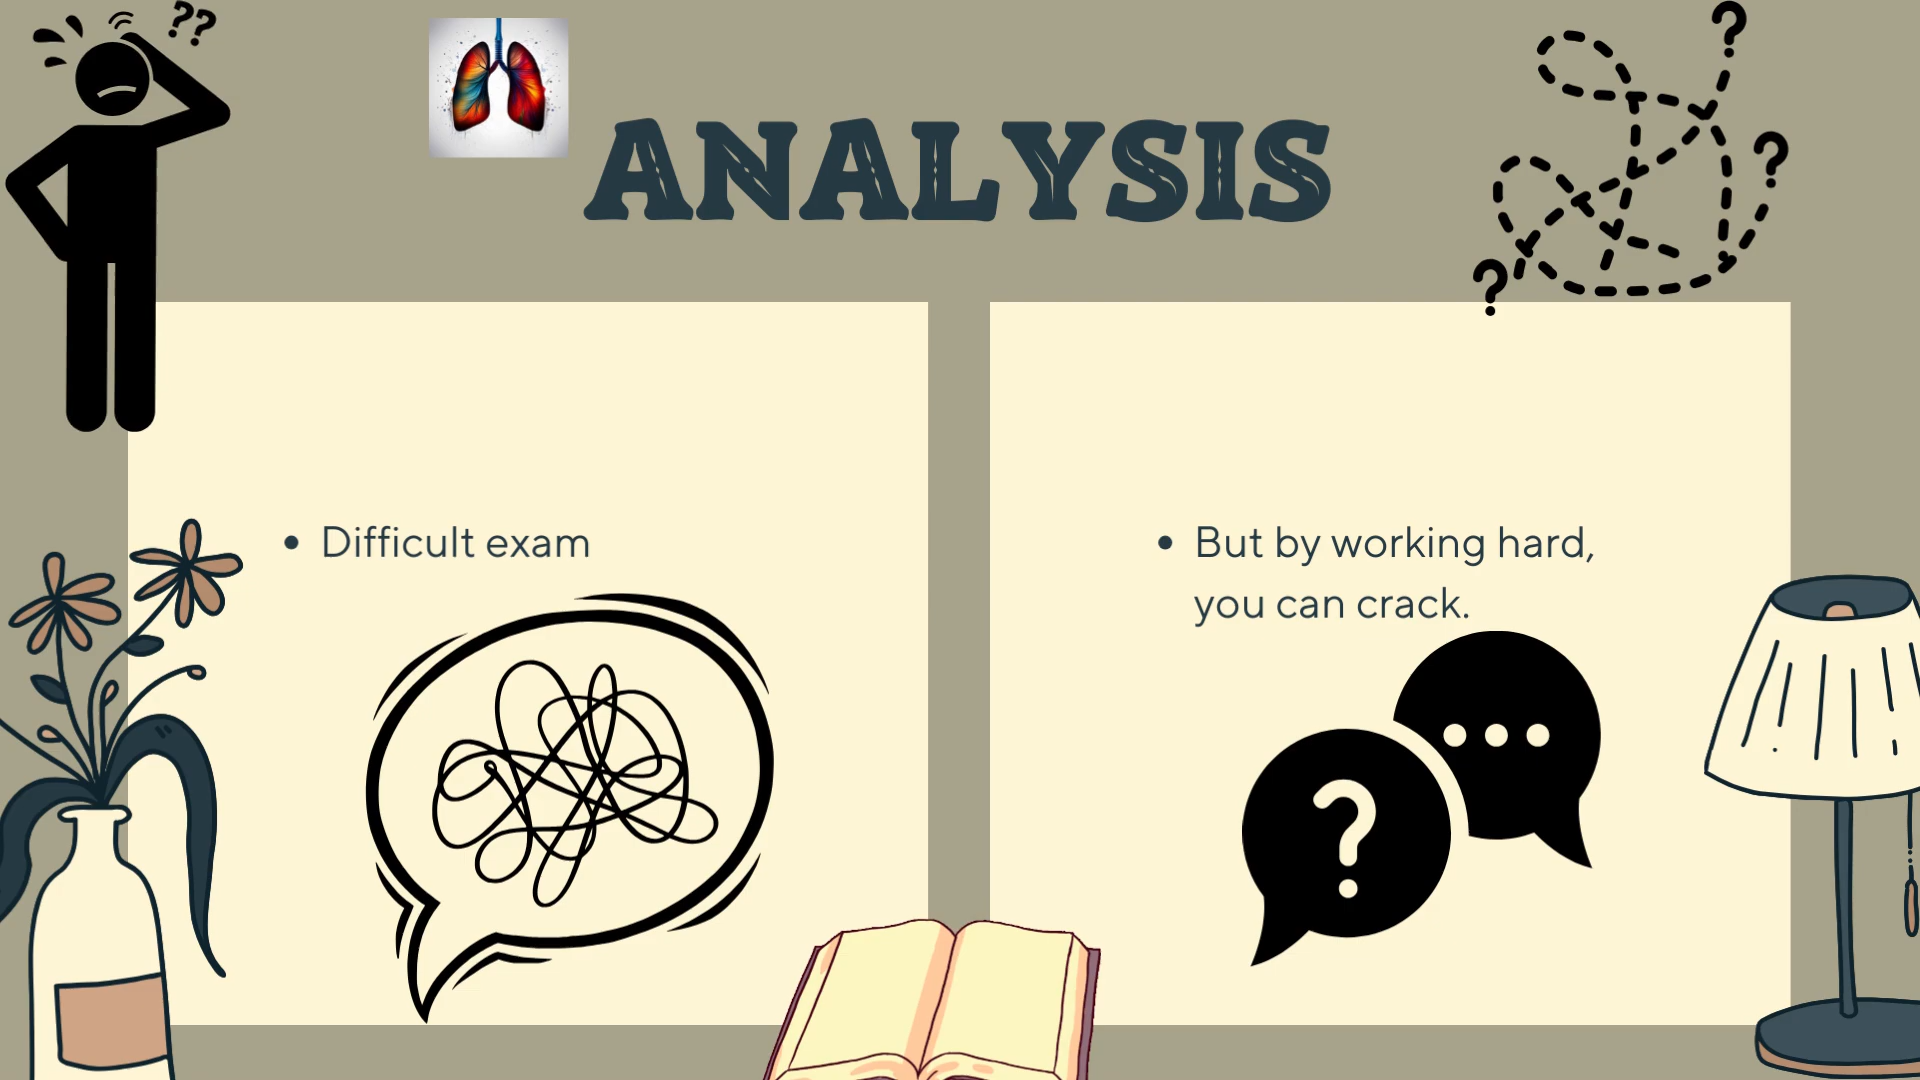 ??
?
ANALYSIS
?
?
• Difficult exam
• But by working hard,
you can crack.
?